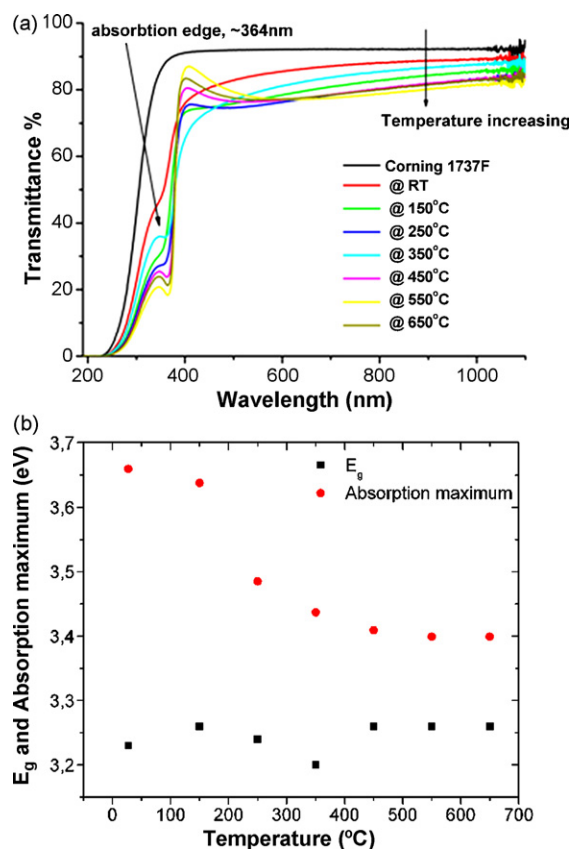 (a)
absorbtion edge, ~364nm
Temperature increasing
Corning 1737F
@ RT
@ 150°C
@ 250°C
@ 350°C
@ 450°C
@ 550°C
@ 650°C
Transmittance %
100
80
60
40
20
0
200 400 600 800 1000
Wavelength (nm)
(b)
Eg
Absorption maximum
Eg and Absorption maximum (eV)
3,7
3,6
3,5
3,4
3,3
3,2
0 100 200 300 400 500 600 700
Temperature (ºC)